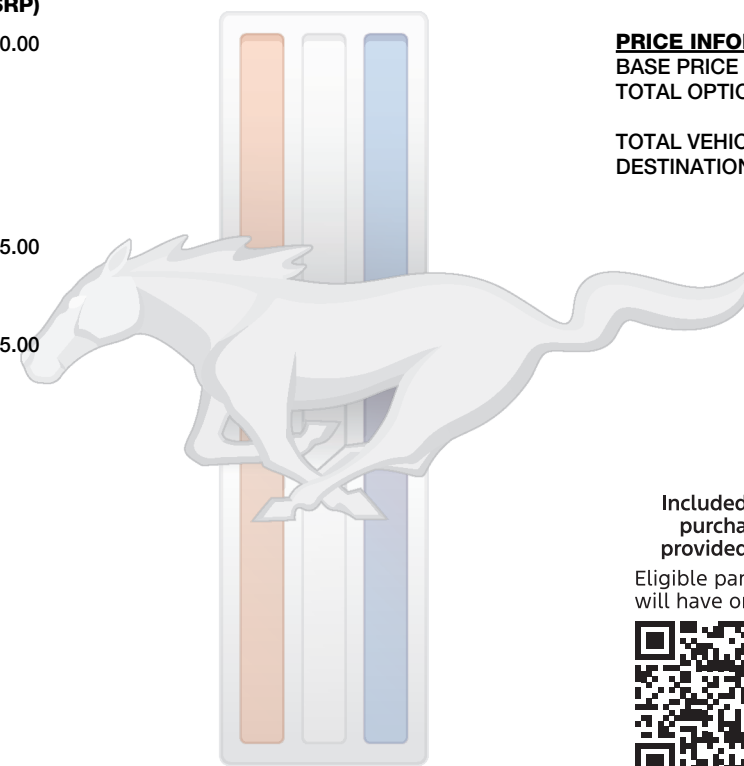 SRP)
0.00
5.00
5.00
PRICE INFO
BASE PRICE
TOTAL OPTIO
TOTAL VEHIC
DESTINATION
Included
purcha
provided
Eligible par
will have o